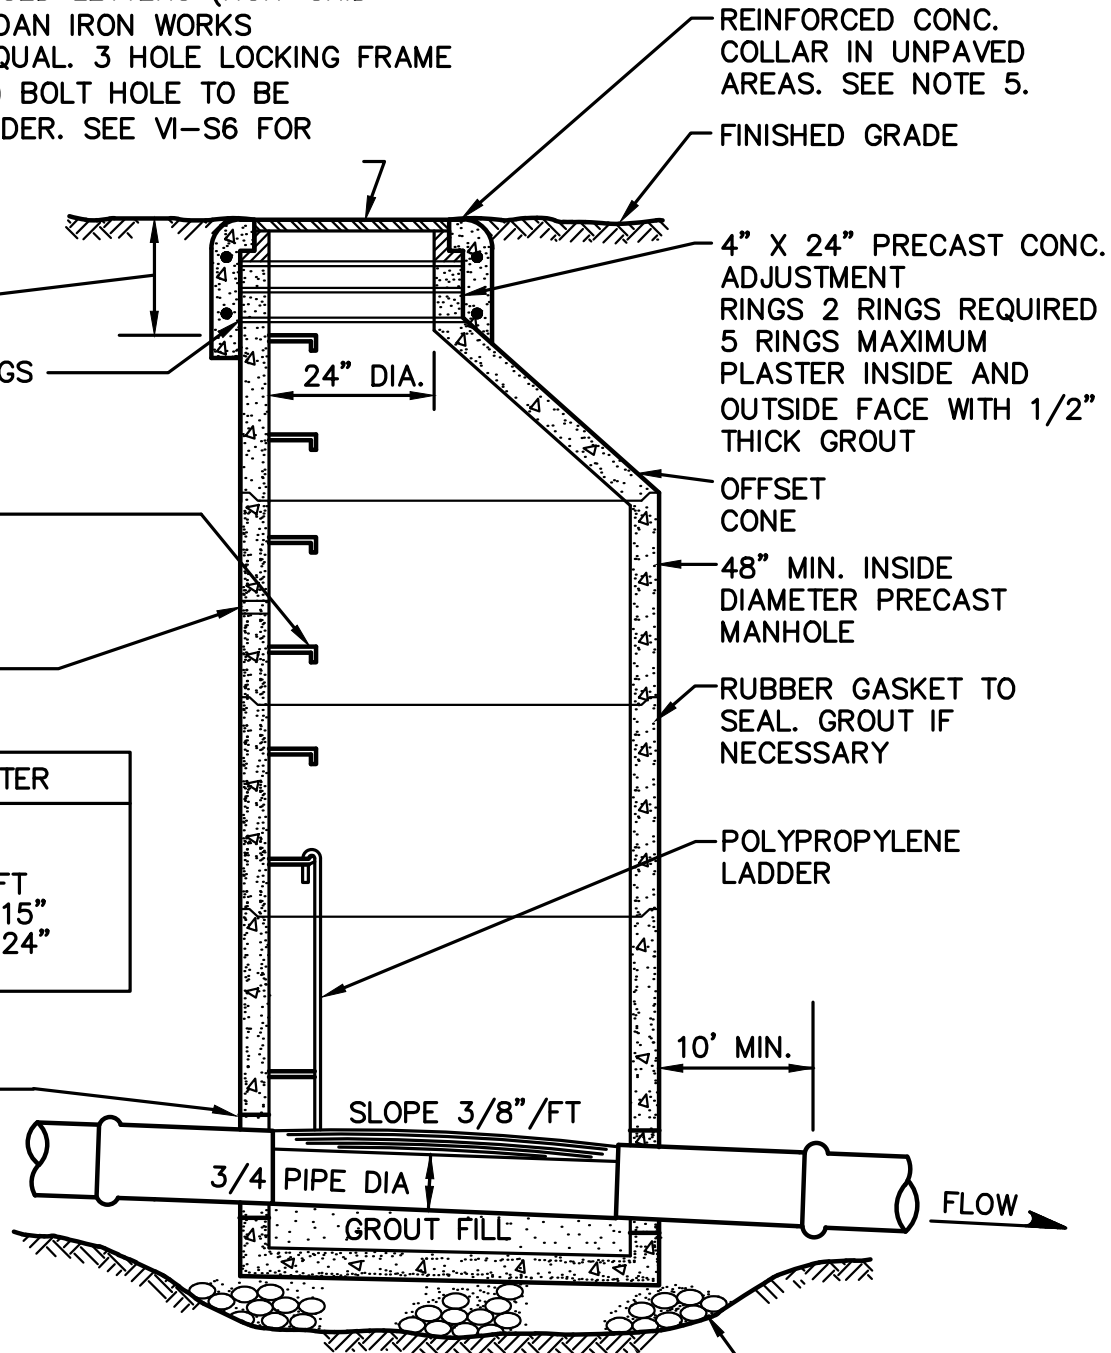 DAN IRON WORKS
QUAL. 3 HOLE LOCKING FRAME
BOLT HOLE TO BE
DER. SEE VI-S6 FOR
REINFORCED CONC.
COLLAR IN UNPAVED
AREAS. SEE NOTE 5.
FINISHED GRADE
4" X 24" PRECAST CONC.
ADJUSTMENT
RINGS 2 RINGS REQUIRED
5 RINGS MAXIMUM
PLASTER INSIDE AND
OUTSIDE FACE WITH 1/2"
THICK GROUT
GS
24" DIA.
OFFSET
CONE
48" MIN. INSIDE
DIAMETER PRECAST
MANHOLE
RUBBER GASKET TO
SEAL. GROUT IF
NECESSARY
TER
FT
15"
24"
POLYPROPYLENE
LADDER
10' MIN.
SLOPE 3/8"/FT
3/4 PIPE DIA
GROUT FILL
FLOW